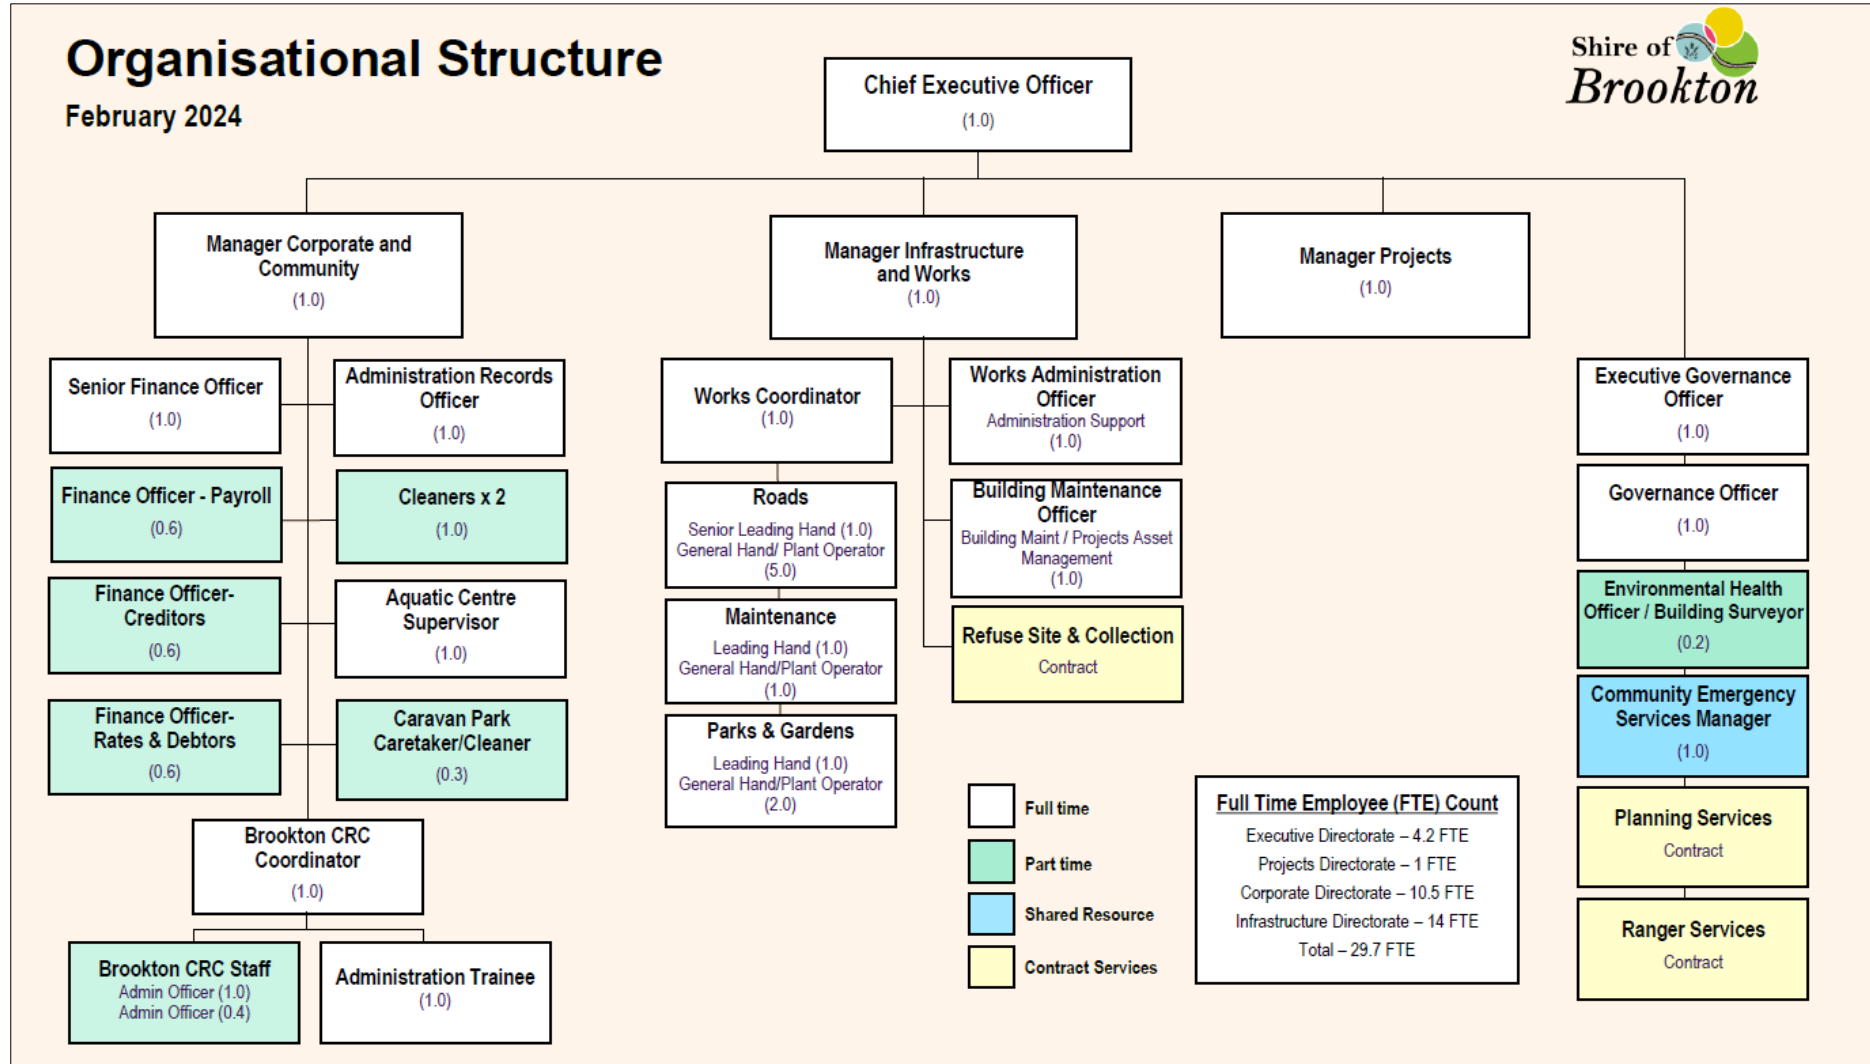 Organisational Structure
February 2024
Shire of
Brookton
Chief Executive Officer
(1.0)
Manager Corporate and
Community
(1.0)
Manager Infrastructure
and Works
(1.0)
Manager Projects
(1.0)
Senior Finance Officer
(1.0)
Administration Records
Officer
(1.0)
Finance Officer - Payroll
(0.6)
Cleaners x 2
(1.0)
Finance Officer-
Creditors
(0.6)
Aquatic Centre
Supervisor
(1.0)
Finance Officer-
Rates & Debtors
(0.6)
Caravan Park
Caretaker/Cleaner
(0.3)
Brookton CRC
Coordinator
(1.0)
Brookton CRC Staff
Admin Officer (1.0)
Admin Officer (0.4)
Administration Trainee
(1.0)
Works Coordinator
(1.0)
Roads
Senior Leading Hand (1.0)
General Hand/ Plant Operator
(5.0)
Maintenance
Leading Hand (1.0)
General Hand/Plant Operator
(1.0)
Parks & Gardens
Leading Hand (1.0)
General Hand/Plant Operator
(2.0)
Works Administration
Officer
Administration Support
(1.0)
Building Maintenance
Officer
Building Maint / Projects Asset
Management
(1.0)
Refuse Site & Collection
Contract
Executive Governance
Officer
(1.0)
Governance Officer
(1.0)
Environmental Health
Officer / Building Surveyor
(0.2)
Community Emergency
Services Manager
(1.0)
Planning Services
Contract
Ranger Services
Contract
Full time
Part time
Shared Resource
Contract Services
Full Time Employee (FTE) Count
Executive Directorate – 4.2 FTE
Projects Directorate – 1 FTE
Corporate Directorate – 10.5 FTE
Infrastructure Directorate – 14 FTE
Total – 29.7 FTE